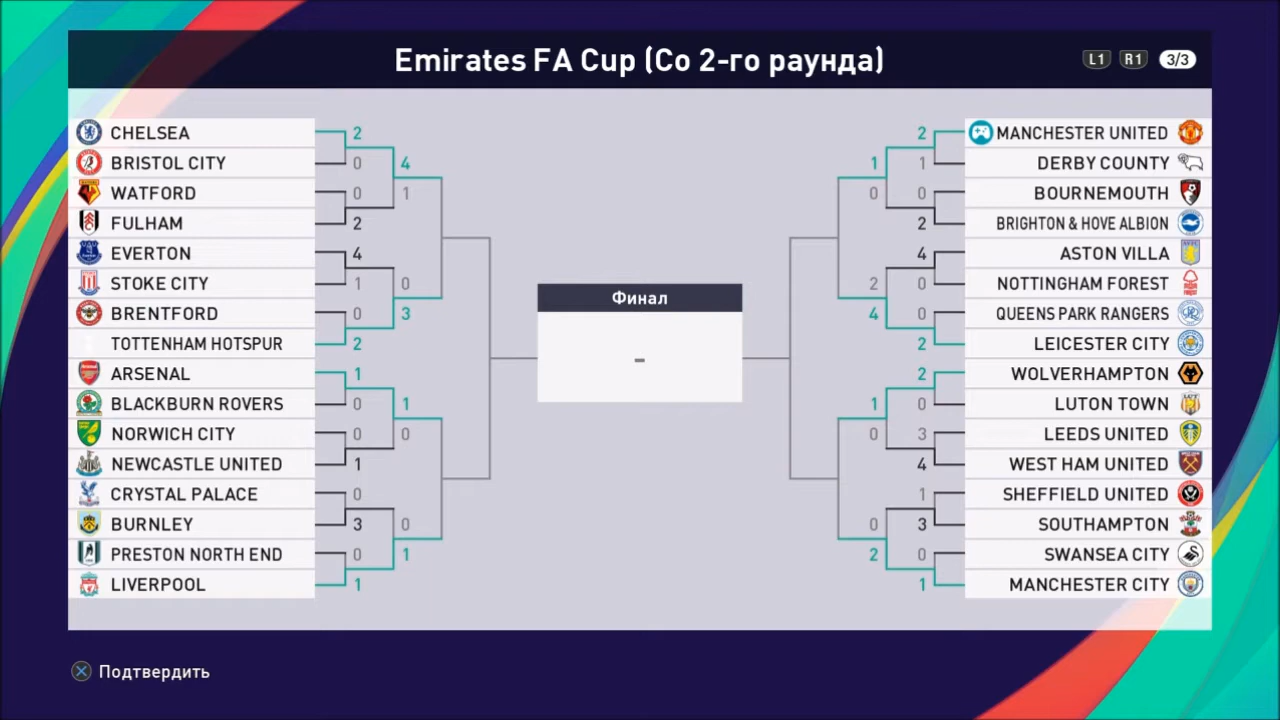 Emirates FA Cup (Со 2-го раунда)
L1 R1 3/3
CHELSEA 2
BRISTOL CITY 0
4
WATFORD 0
1
FULHAM 2
EVERTON 4
STOKE CITY 1
0
BRENTFORD 0
3
TOTTENHAM HOTSPUR 2
ARSENAL 1
BLACKBURN ROVERS 0
1
NORWICH CITY 0
0
NEWCASTLE UNITED 1
CRYSTAL PALACE 0
BURNLEY 3
0
PRESTON NORTH END 0
1
LIVERPOOL 1
Финал
-
2 MANCHESTER UNITED
1
1 DERBY COUNTY
0
0 BOURNEMOUTH
2 BRIGHTON & HOVE ALBION
4 ASTON VILLA
2
0 NOTTINGHAM FOREST
4
0 QUEENS PARK RANGERS
2 LEICESTER CITY
2 WOLVERHAMPTON
1
0 LUTON TOWN
0
3 LEEDS UNITED
4 WEST HAM UNITED
1 SHEFFIELD UNITED
0
3 SOUTHAMPTON
2
0 SWANSEA CITY
1 MANCHESTER CITY
Подтвердить